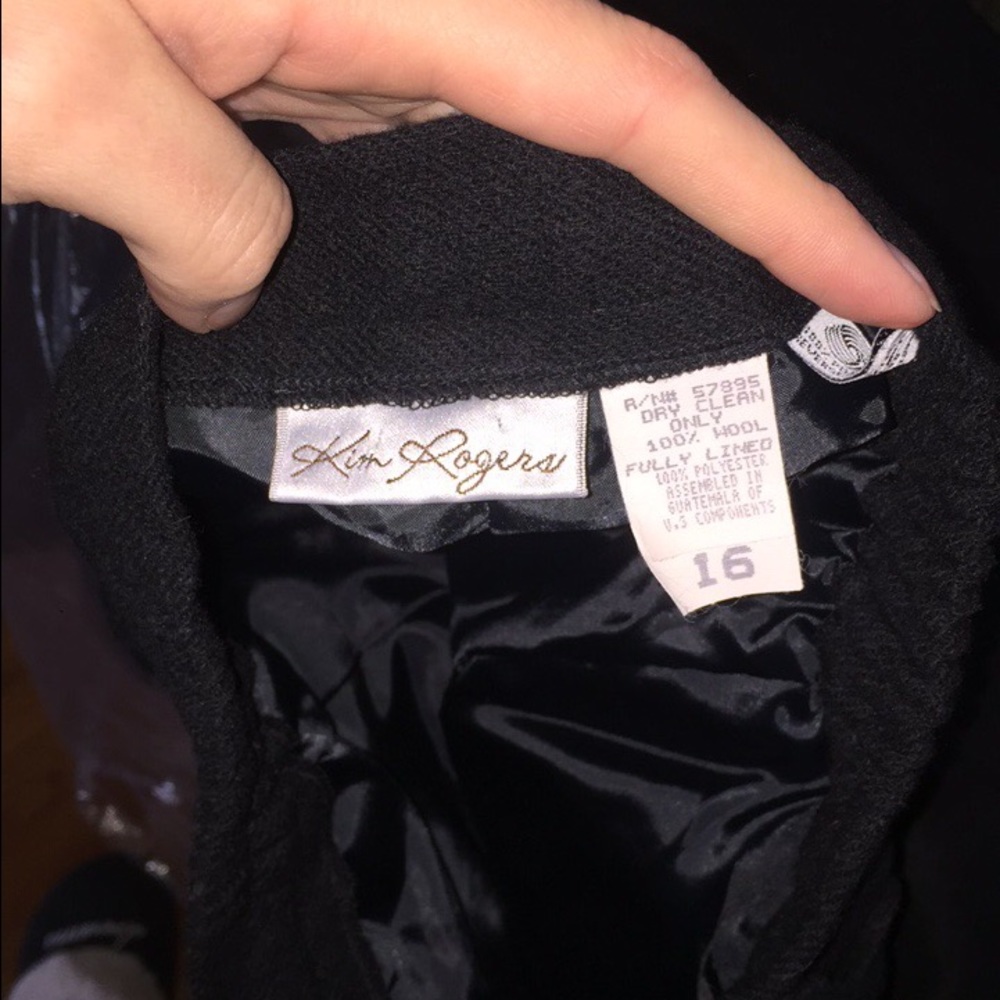 Kim Rogers
R/N# 57895
DRY CLEAN
ONLY
100% WOOL
FULLY LINED
100% POLYESTER
ASSEMBLED IN
GUATEMALA OF
U.S COMPONENTS
16